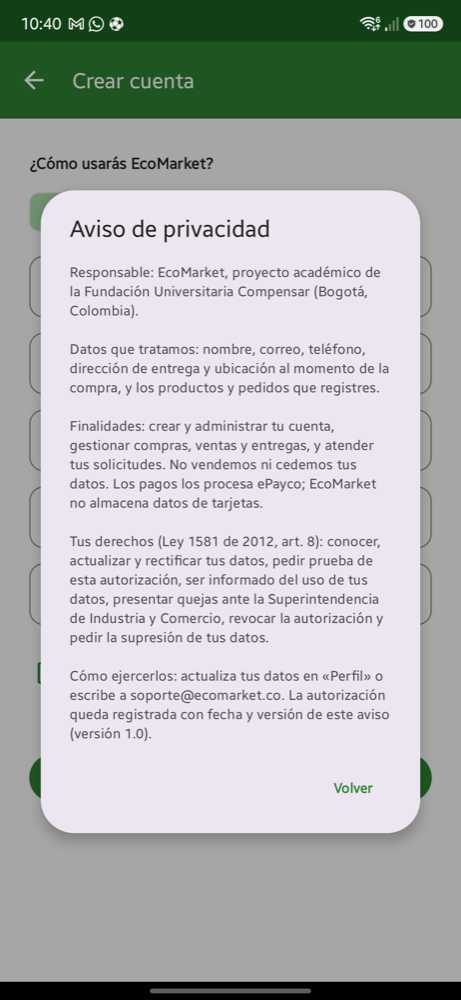 10:40
100
Crear cuenta
¿Cómo usarás EcoMarket?
Aviso de privacidad
Responsable: EcoMarket, proyecto académico de
la Fundación Universitaria Compensar (Bogotá,
Colombia).
Datos que tratamos: nombre, correo, teléfono,
dirección de entrega y ubicación al momento de la
compra, y los productos y pedidos que registres.
Finalidades: crear y administrar tu cuenta,
gestionar compras, ventas y entregas, y atender
tus solicitudes. No vendemos ni cedemos tus
datos. Los pagos los procesa ePayco; EcoMarket
no almacena datos de tarjetas.
Tus derechos (Ley 1581 de 2012, art. 8): conocer,
actualizar y rectificar tus datos, pedir prueba de
esta autorización, ser informado del uso de tus
datos, presentar quejas ante la Superintendencia
de Industria y Comercio, revocar la autorización y
pedir la supresión de tus datos.
Cómo ejercerlos: actualiza tus datos en «Perfil» o
escribe a soporte@ecomarket.co. La autorización
queda registrada con fecha y versión de este aviso
(versión 1.0).
Volver